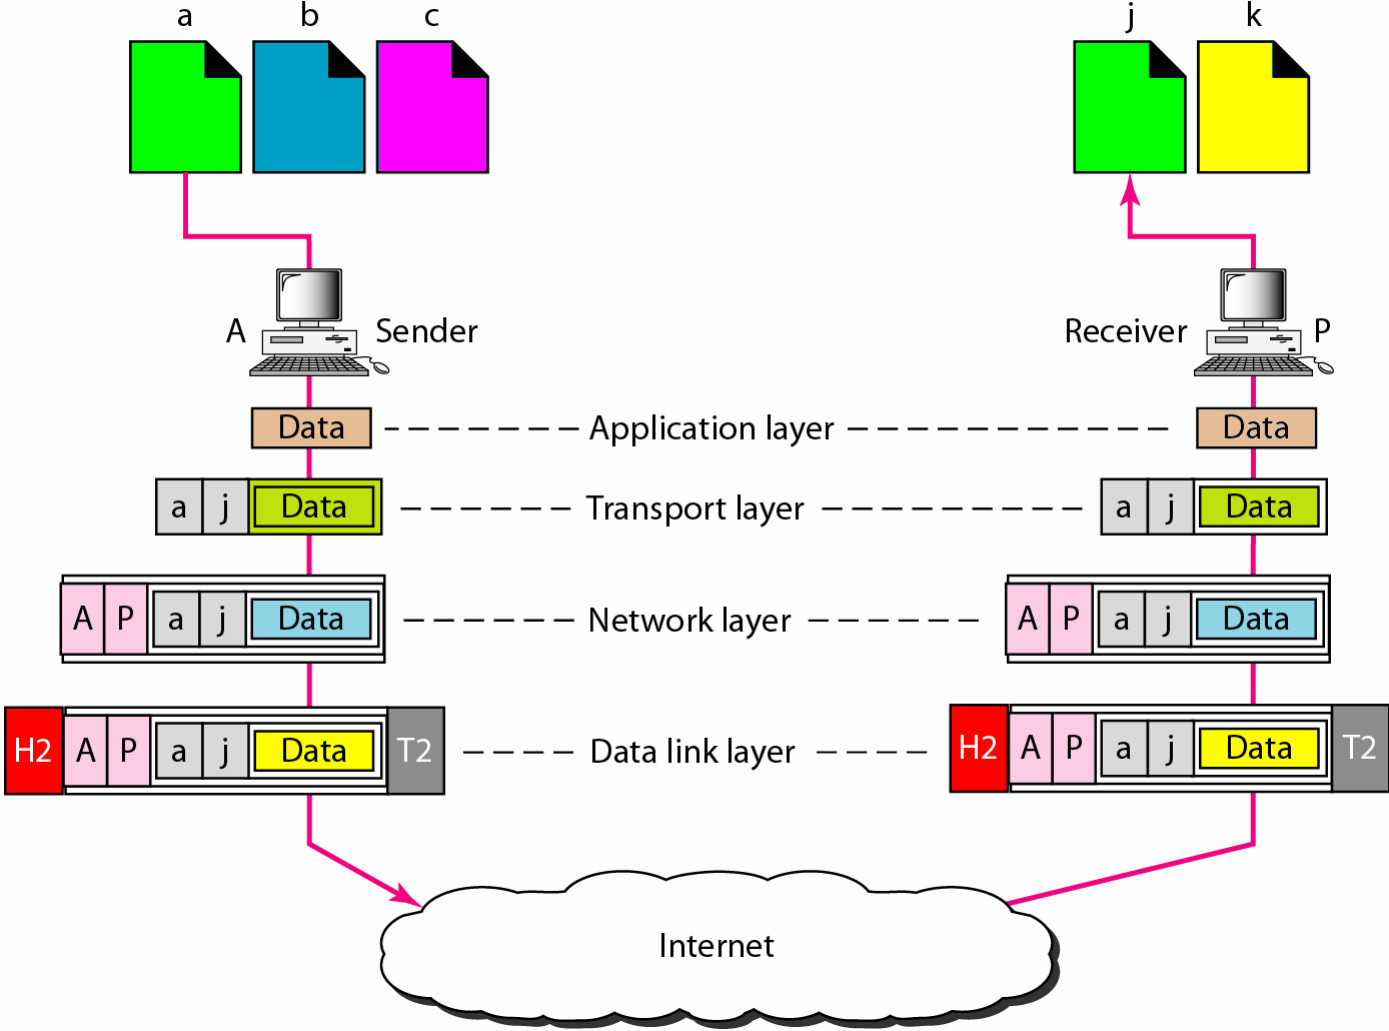 a b c j k
A Sender Receiver P
Data Application layer Data
a j Data Transport layer a j Data
A P a j Data Network layer A P a j Data
H2 A P a j Data T2 Data link layer H2 A P a j Data T2
Internet